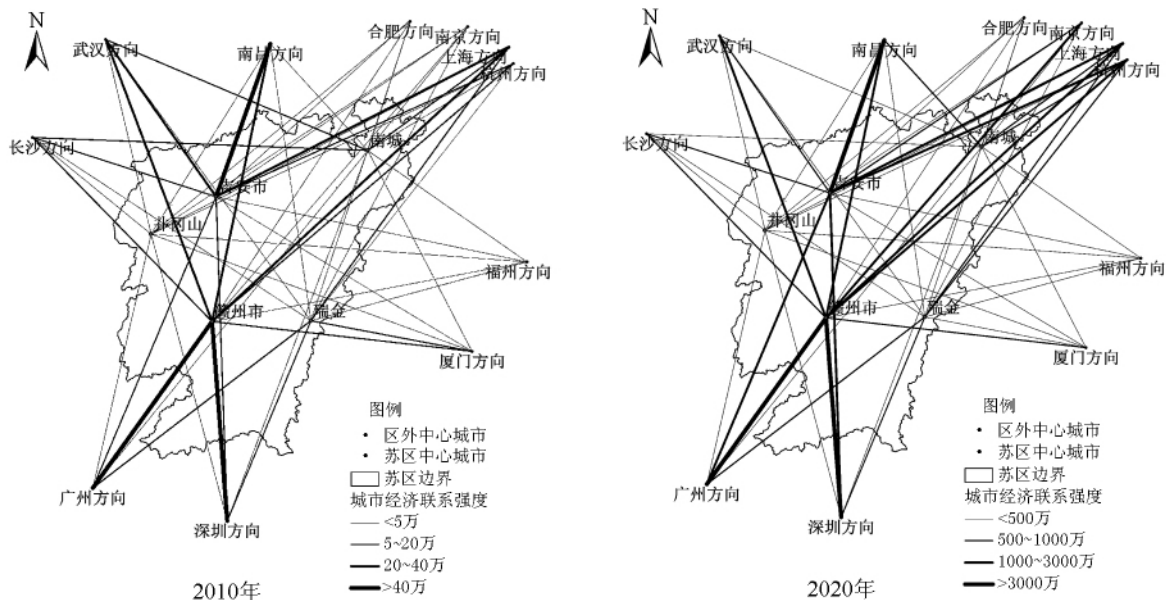 N
武汉方向
南昌方向
合肥方向
南京方向
上海方向
杭州方向
长沙方向
南城
吉安市
井冈山
福州方向
赣州市
瑞金
厦门方向
广州方向
深圳方向
图例
区外中心城市
苏区中心城市
苏区边界
城市经济联系强度
<5万
5~20万
20~40万
>40万
2010年
N
武汉方向
南昌方向
合肥方向
南京方向
上海方向
杭州方向
长沙方向
南城
吉安市
井冈山
福州方向
赣州市
瑞金
厦门方向
广州方向
深圳方向
图例
区外中心城市
苏区中心城市
苏区边界
城市经济联系强度
<500万
500~1000万
1000~3000万
>3000万
2020年